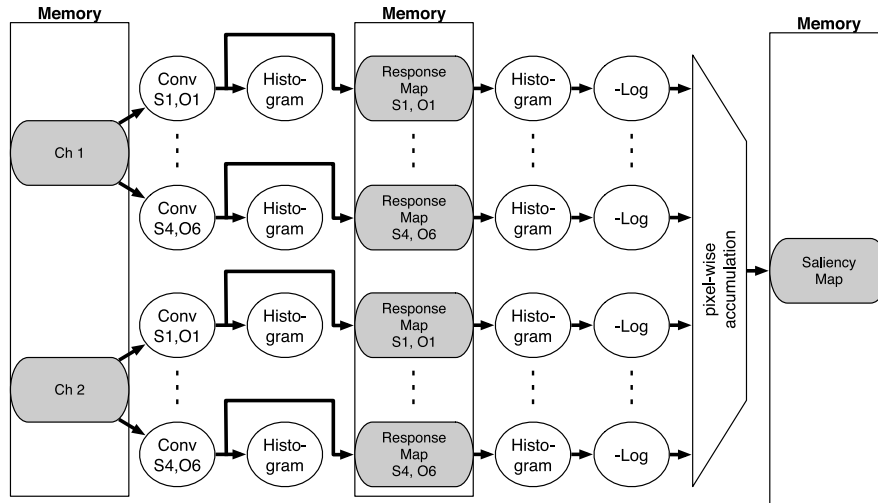 Memory
Memory
Memory
Ch 1
Conv
S1,O1
Histo-
gram
Response
Map
S1, O1
Histo-
gram
-Log
Conv
S4,O6
Histo-
gram
Response
Map
S4, O6
Histo-
gram
-Log
Ch 2
Conv
S1,O1
Histo-
gram
Response
Map
S1, O1
Histo-
gram
-Log
Conv
S4,O6
Histo-
gram
Response
Map
S4, O6
Histo-
gram
-Log
pixel-wise
accumulation
Saliency
Map